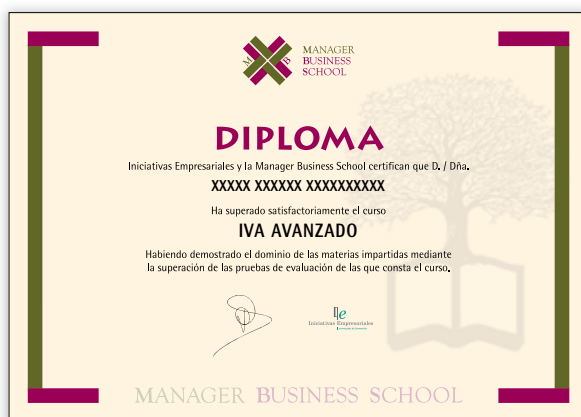 M B
MANAGER
BUSINESS
SCHOOL
DIPLOMA
Iniciativas Empresariales y la Manager Business School certifican que D. / Dña.
XXXXX XXXXXX XXXXXXXXXX
Ha superado satisfactoriamente el curso
IVA AVANZADO
Habiendo demostrado el dominio de las materias impartidas mediante
la superación de las pruebas de evaluación de las que consta el curso.
Iniciativas Empresariales
MANAGER BUSINESS SCHOOL